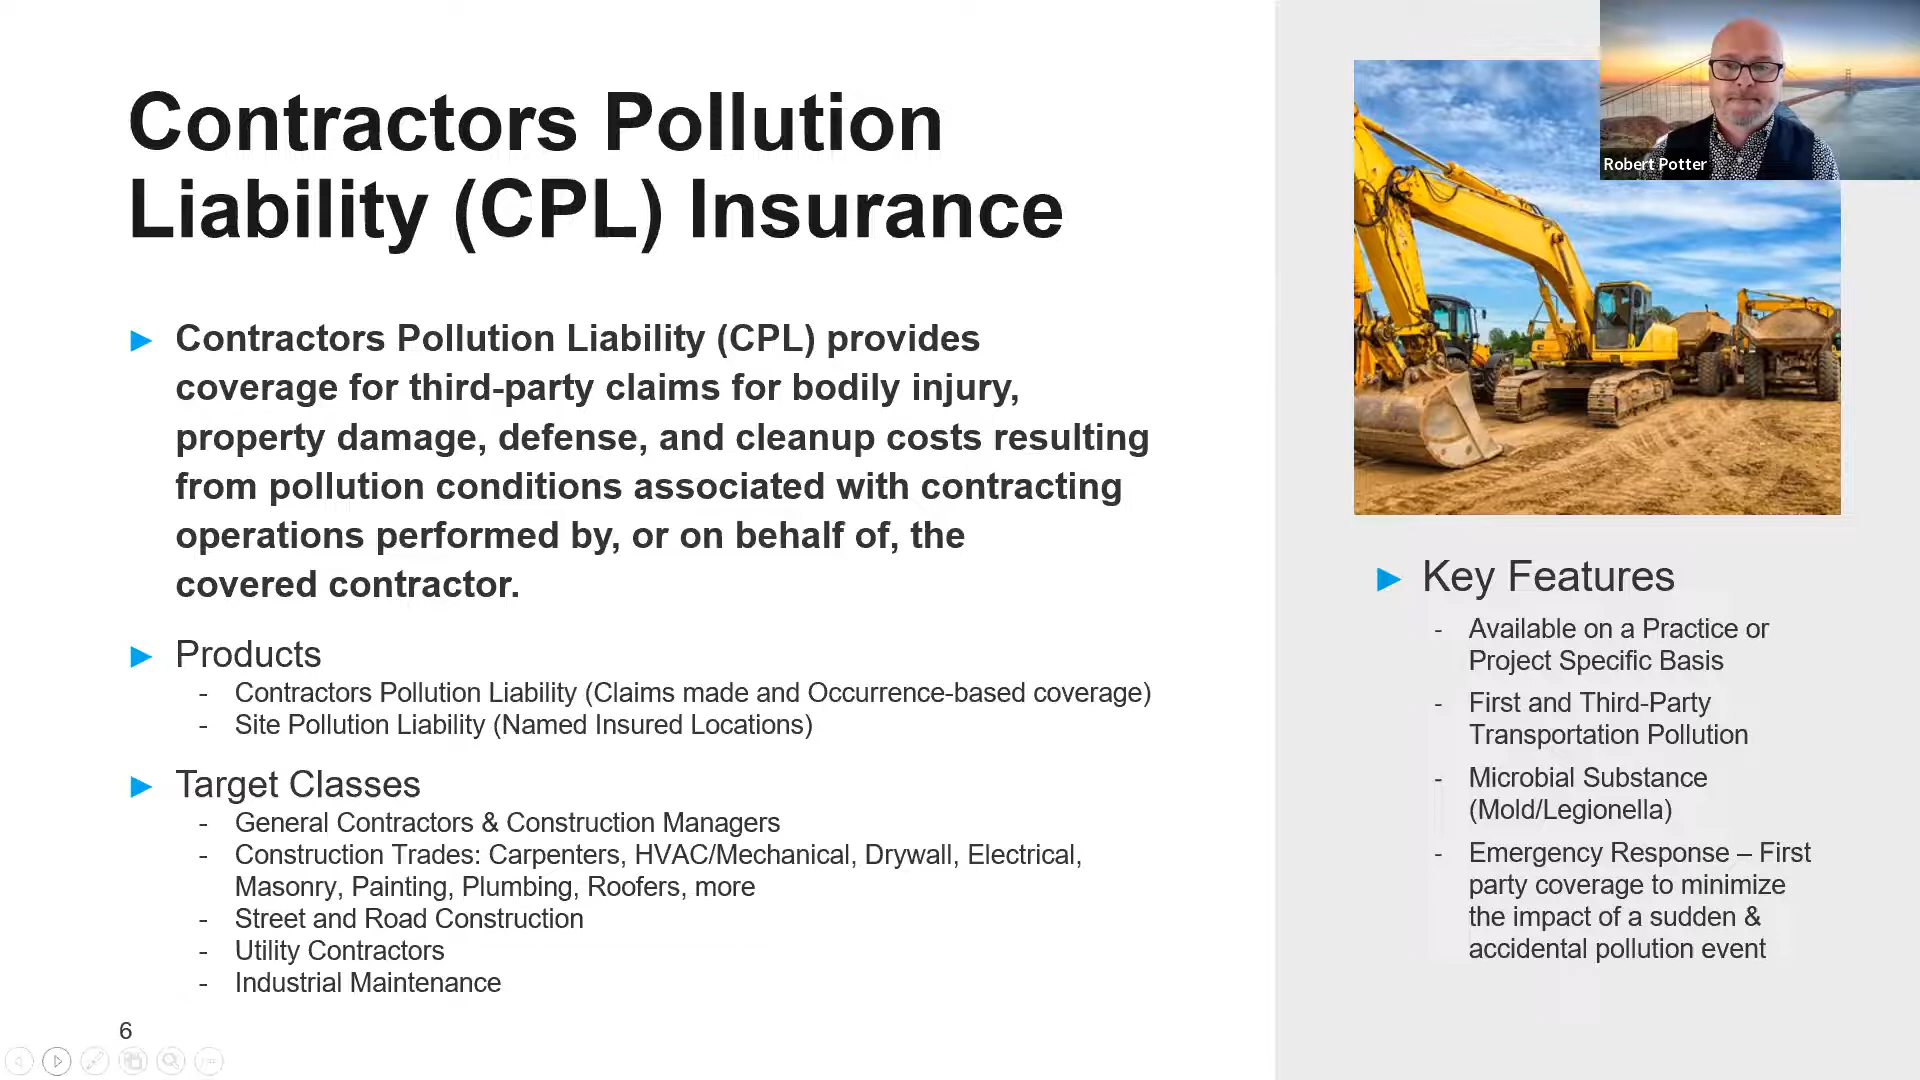 Contractors Pollution
Liability (CPL) Insurance
► Contractors Pollution Liability (CPL) provides
coverage for third-party claims for bodily injury,
property damage, defense, and cleanup costs resulting
from pollution conditions associated with contracting
operations performed by, or on behalf of, the
covered contractor.
► Products
- Contractors Pollution Liability (Claims made and Occurrence-based coverage)
- Site Pollution Liability (Named Insured Locations)
► Target Classes
- General Contractors & Construction Managers
- Construction Trades: Carpenters, HVAC/Mechanical, Drywall, Electrical,
Masonry, Painting, Plumbing, Roofers, more
- Street and Road Construction
- Utility Contractors
- Industrial Maintenance
6
Robert Potter
► Key Features
- Available on a Practice or
Project Specific Basis
- First and Third-Party
Transportation Pollution
- Microbial Substance
(Mold/Legionella)
- Emergency Response – First
party coverage to minimize
the impact of a sudden &
accidental pollution event